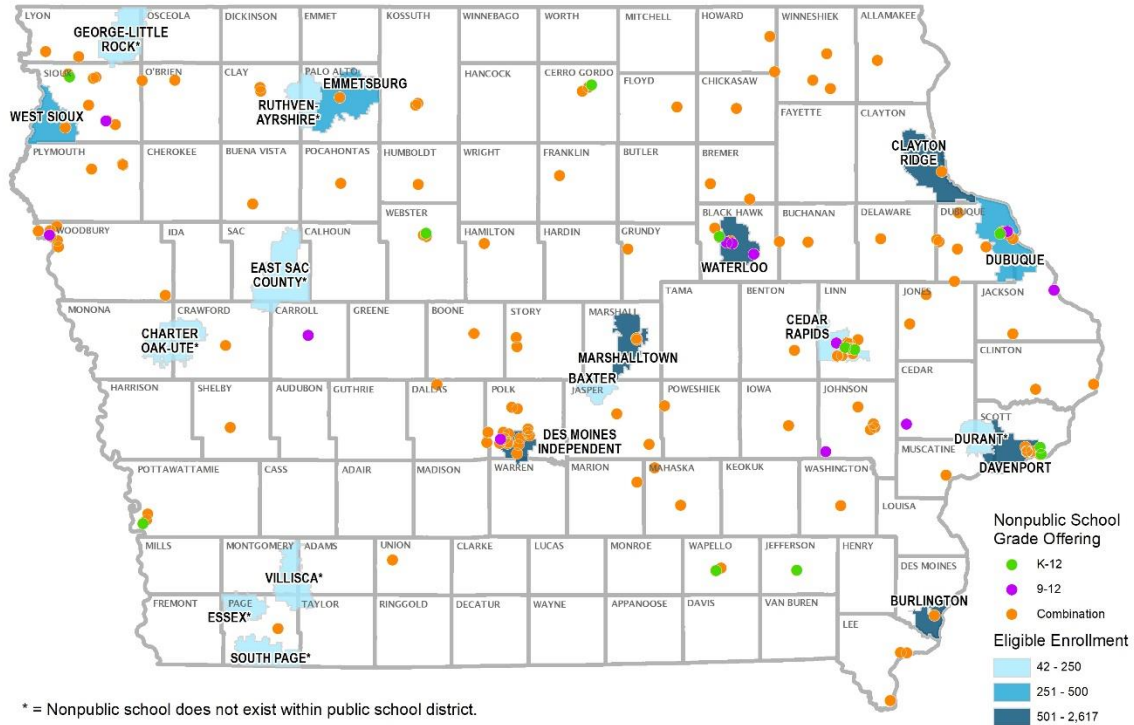 LYON
OSCEOLA
DICKINSON
EMMET
KOSSUTH
WINNEBAGO
WORTH
MITCHELL
HOWARD
WINNESHIEK
ALLAMAKEE
GEORGE-LITTLE
ROCK*
SIOUX
O'BRIEN
CLAY
PALO ALTO
EMMETSBURG
HANCOCK
CERRO GORDO
FLOYD
CHICKASAW
RUTHVEN-
AYRSHIRE*
WEST SIOUX
FAYETTE
CLAYTON
CLAYTON
RIDGE
PLYMOUTH
CHEROKEE
BUENA VISTA
POCAHONTAS
HUMBOLDT
WRIGHT
FRANKLIN
BUTLER
BREMER
WOODBURY
IDA
SAC
CALHOUN
WEBSTER
HAMILTON
HARDIN
GRUNDY
BLACK HAWK
BUCHANAN
DELAWARE
DUBUQUE
EAST SAC
COUNTY*
WATERLOO
DUBUQUE
MONONA
CRAWFORD
CARROLL
GREENE
BOONE
STORY
MARSHALL
TAMA
BENTON
LINN
JONES
JACKSON
CHARTER
OAK-UTE*
MARSHALLTOWN
CEDAR
RAPIDS
CLINTON
BAXTER
HARRISON
SHELBY
AUDUBON
GUTHRIE
DALLAS
POLK
JASPER
POWESHIEK
IOWA
JOHNSON
CEDAR
SCOTT
DES MOINES
INDEPENDENT
DURANT*
MUSCATINE
DAVENPORT
POTTAWATTAMIE
CASS
ADAIR
MADISON
WARREN
MARION
MAHASKA
KEOKUK
WASHINGTON
LOUISA
MILLS
MONTGOMERY
ADAMS
UNION
CLARKE
LUCAS
MONROE
WAPELLO
JEFFERSON
HENRY
DES MOINES
VILLISCA*
BURLINGTON
FREMONT
PAGE
TAYLOR
RINGGOLD
DECATUR
WAYNE
APPANOOSE
DAVIS
VAN BUREN
LEE
ESSEX*
SOUTH PAGE*
Nonpublic School
Grade Offering
K-12
9-12
Combination
Eligible Enrollment
42 - 250
251 - 500
501 - 2,617
* = Nonpublic school does not exist within public school district.